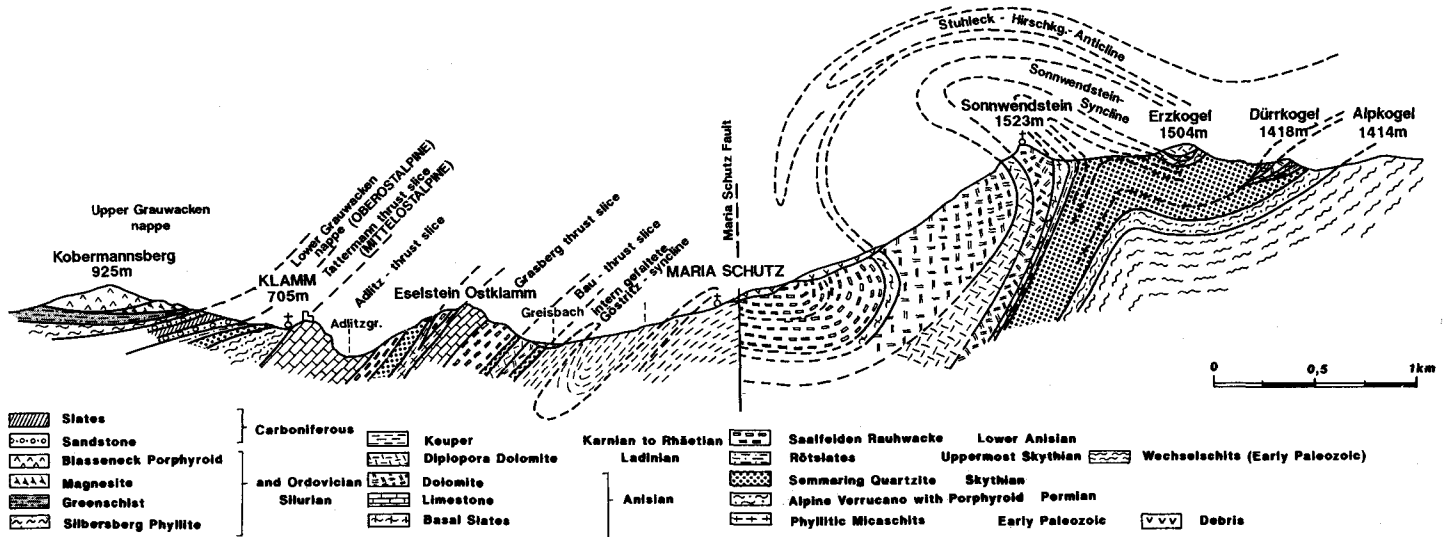 Stuhleck - Hirschkg.- Anticline
Sonnwendstein-
Syncline
Sonnwendstein
1523m
Erzkogel
1504m
Dürrkogel
1418m
Alpkogel
1414m
Maria Schutz Fault
Upper Grauwacken
nappe
Kobermannsberg
925m
Lower Grauwacken
nappe (OBEROSTALPINE)
Tattermann thrust slice
(MITTELOSTALPINE)
KLAMM
705m
Adlitz - thrust slice
Adlitzgr.
Eselstein Ostklamm
Grasberg thrust slice
Greisbach
Bau - thrust slice
intern gefaltete
Göstritz - syncline
MARIA SCHUTZ
0 0,5 1km
Slates
Sandstone
Carboniferous
Blasseneck Porphyroid
Magnesite
Greenschist
Silbersberg Phyllite
and Ordovician
Silurian
Keuper Karnian to Rhäetian
Diplopora Dolomite Ladinian
Dolomite
Limestone
Basal Slates
Anisian
Saalfelden Rauhwacke Lower Anisian
Rötslates Uppermost Skythian
Semmering Quartzite Skythian
Alpine Verrucano with Porphyroid Permian
Phyllitic Micaschits Early Paleozoic
Wechselschits (Early Paleozoic)
Debris